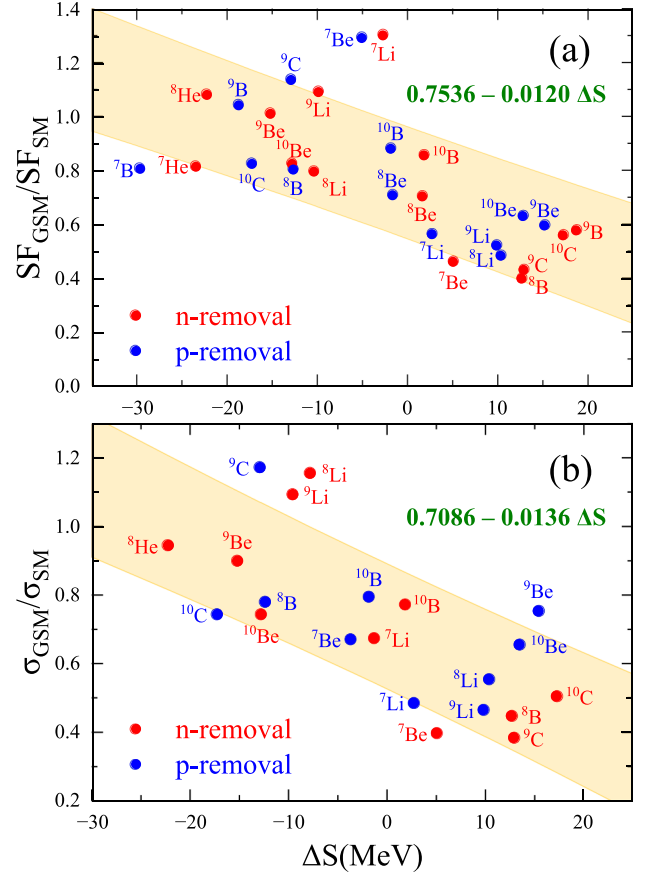 (a)
0.7536 – 0.0120 ΔS
SF_GSM/SF_SM
1.4
1.2
1.0
0.8
0.6
0.4
0.2
0.0
⁷Be
⁷Li
⁹C
⁸He
⁹B
⁹Li
⁹Be
¹⁰Be
¹⁰B
¹⁰B
⁷B
⁷He
¹⁰C
⁸B
⁸Li
⁸Be
⁸Be
¹⁰Be
⁹Be
⁹B
⁷Li
⁹Li
¹⁰C
⁷Be
⁸Li
⁹C
⁸B
n-removal
p-removal
−30 −20 −10 0 10 20
(b)
0.7086 – 0.0136 ΔS
σ_GSM/σ_SM
1.2
1.0
0.8
0.6
0.4
0.2
⁹C
⁸Li
⁹Li
⁸He
⁹Be
¹⁰C
⁸B
¹⁰B
¹⁰B
⁹Be
¹⁰Be
⁷Be
⁷Li
¹⁰Be
⁸Li
⁷Li
⁹Li
¹⁰C
⁸B
⁷Be
⁹C
n-removal
p-removal
−30 −20 −10 0 10 20
ΔS(MeV)